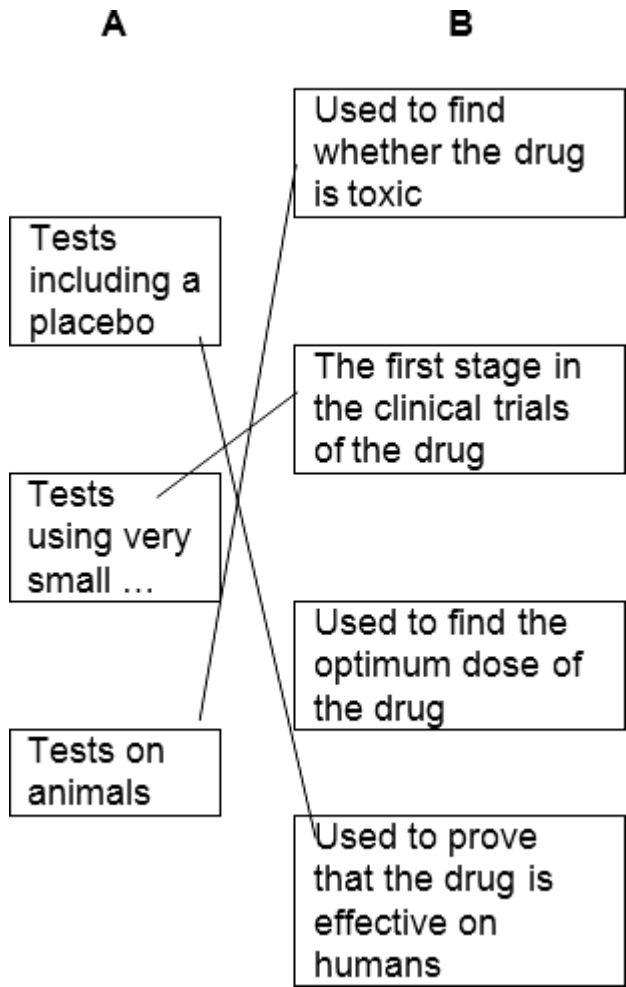 A
B
Used to find
whether the drug
is toxic
Tests
including a
placebo
The first stage in
the clinical trials
of the drug
Tests
using very
small …
Used to find the
optimum dose of
the drug
Tests on
animals
Used to prove
that the drug is
effective on
humans